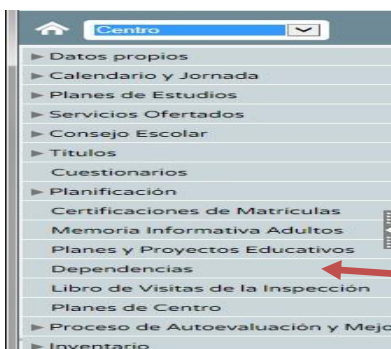 Centro
Datos propios
Calendario y Jornada
Planes de Estudios
Servicios Ofertados
Consejo Escolar
Títulos
Cuestionarios
Planificación
Certificaciones de Matrículas
Memoria Informativa Adultos
Planes y Proyectos Educativos
Dependencias
Libro de Visitas de la Inspección
Planes de Centro
Proceso de Autoevaluación y Mejo
Inventario